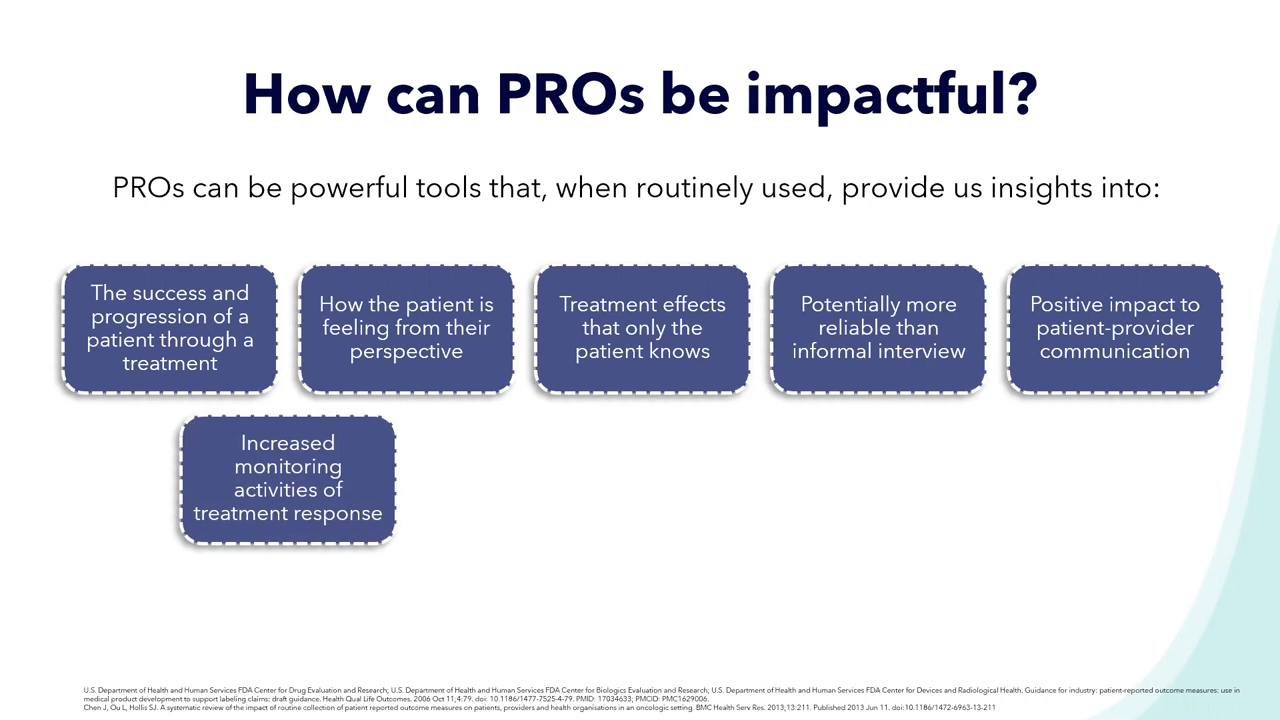 How can PROs be impactful?
PROs can be powerful tools that, when routinely used, provide us insights into:
The success and
progression of a
patient through a
treatment
How the patient is
feeling from their
perspective
Treatment effects
that only the
patient knows
Potentially more
reliable than
informal interview
Positive impact to
patient-provider
communication
Increased
monitoring
activities of
treatment response
U.S. Department of Health and Human Services FDA Center for Drug Evaluation and Research; U.S. Department of Health and Human Services FDA Center for Biologics Evaluation and Research; U.S. Department of Health and Human Services FDA Center for Devices and Radiological Health. Guidance for industry: patient-reported outcome measures: use in
medical product development to support labeling claims: draft guidance. Health Qual Life Outcomes. 2006 Oct 11;4:79. doi: 10.1186/1477-7525-4-79. PMID: 17034633; PMCID: PMC1629006.
Chen J, Ou L, Hollis SJ. A systematic review of the impact of routine collection of patient reported outcome measures on patients, providers and health organisations in an oncologic setting. BMC Health Serv Res. 2013;13:211. Published 2013 Jun 11. doi:10.1186/1472-6963-13-211